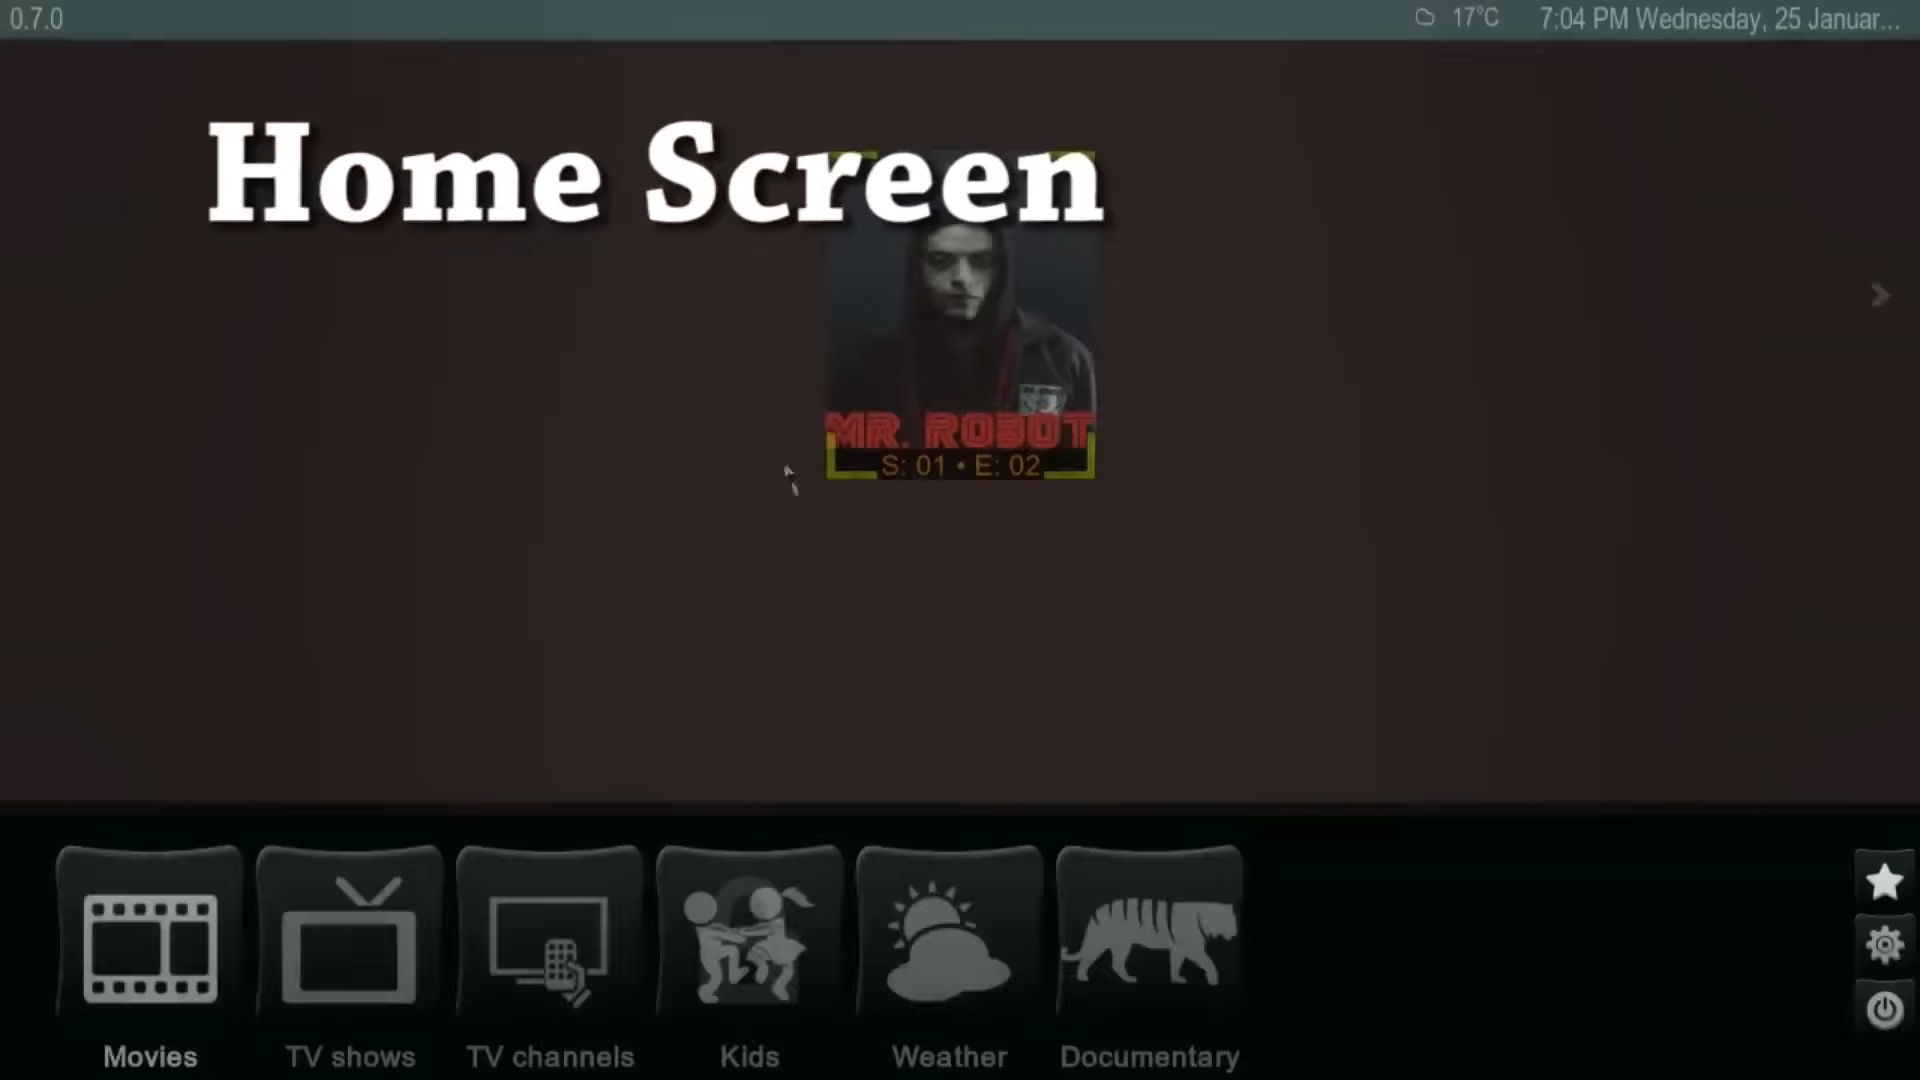 0.7.0
17°C
7:04 PM Wednesday, 25 Januar...
Home Screen
MR. ROBOT
S: 01 • E: 02
Movies
TV shows
TV channels
Kids
Weather
Documentary